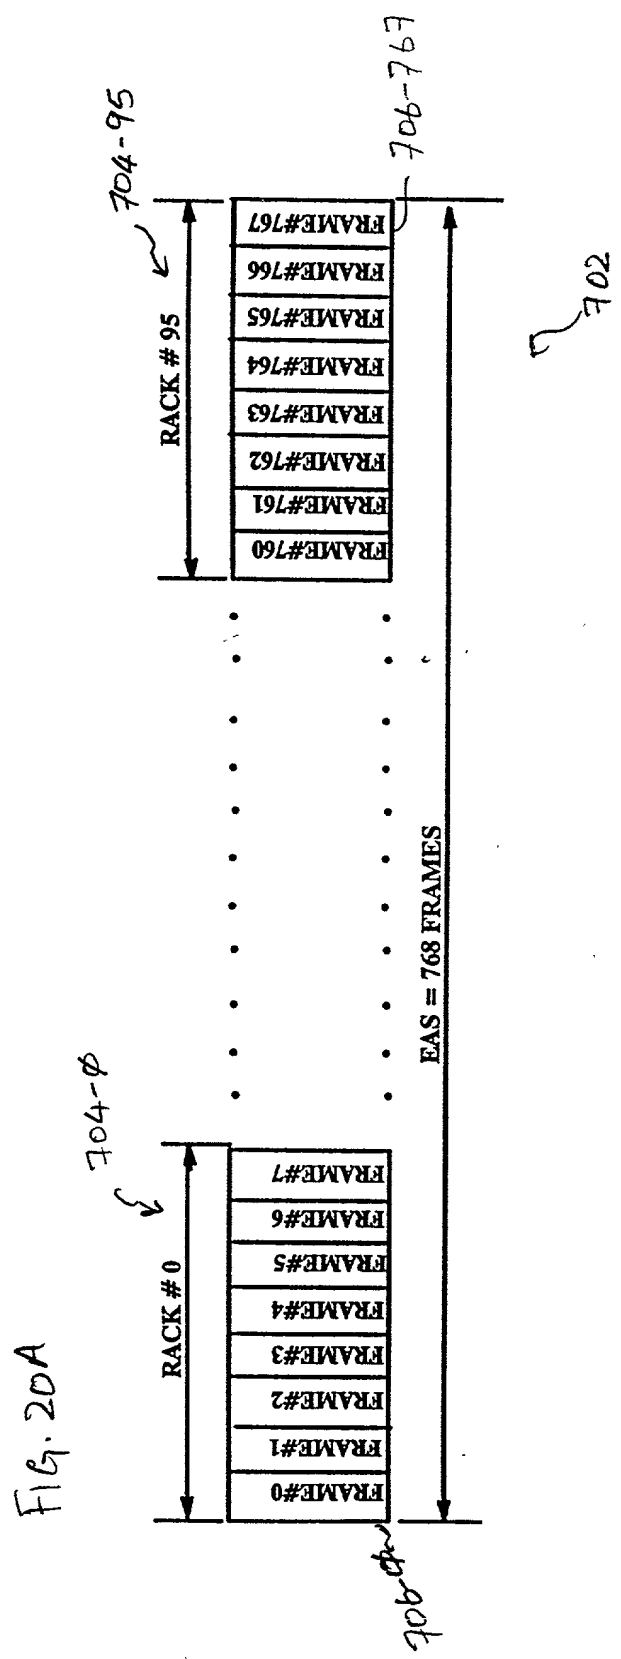 FIG. 20A
704-0
704-95
RACK # 0
RACK # 95
FRAME#0
FRAME#1
FRAME#2
FRAME#3
FRAME#4
FRAME#5
FRAME#6
FRAME#7
FRAME#760
FRAME#761
FRAME#762
FRAME#763
FRAME#764
FRAME#765
FRAME#766
FRAME#767
706-0
706-767
EAS = 768 FRAMES
702